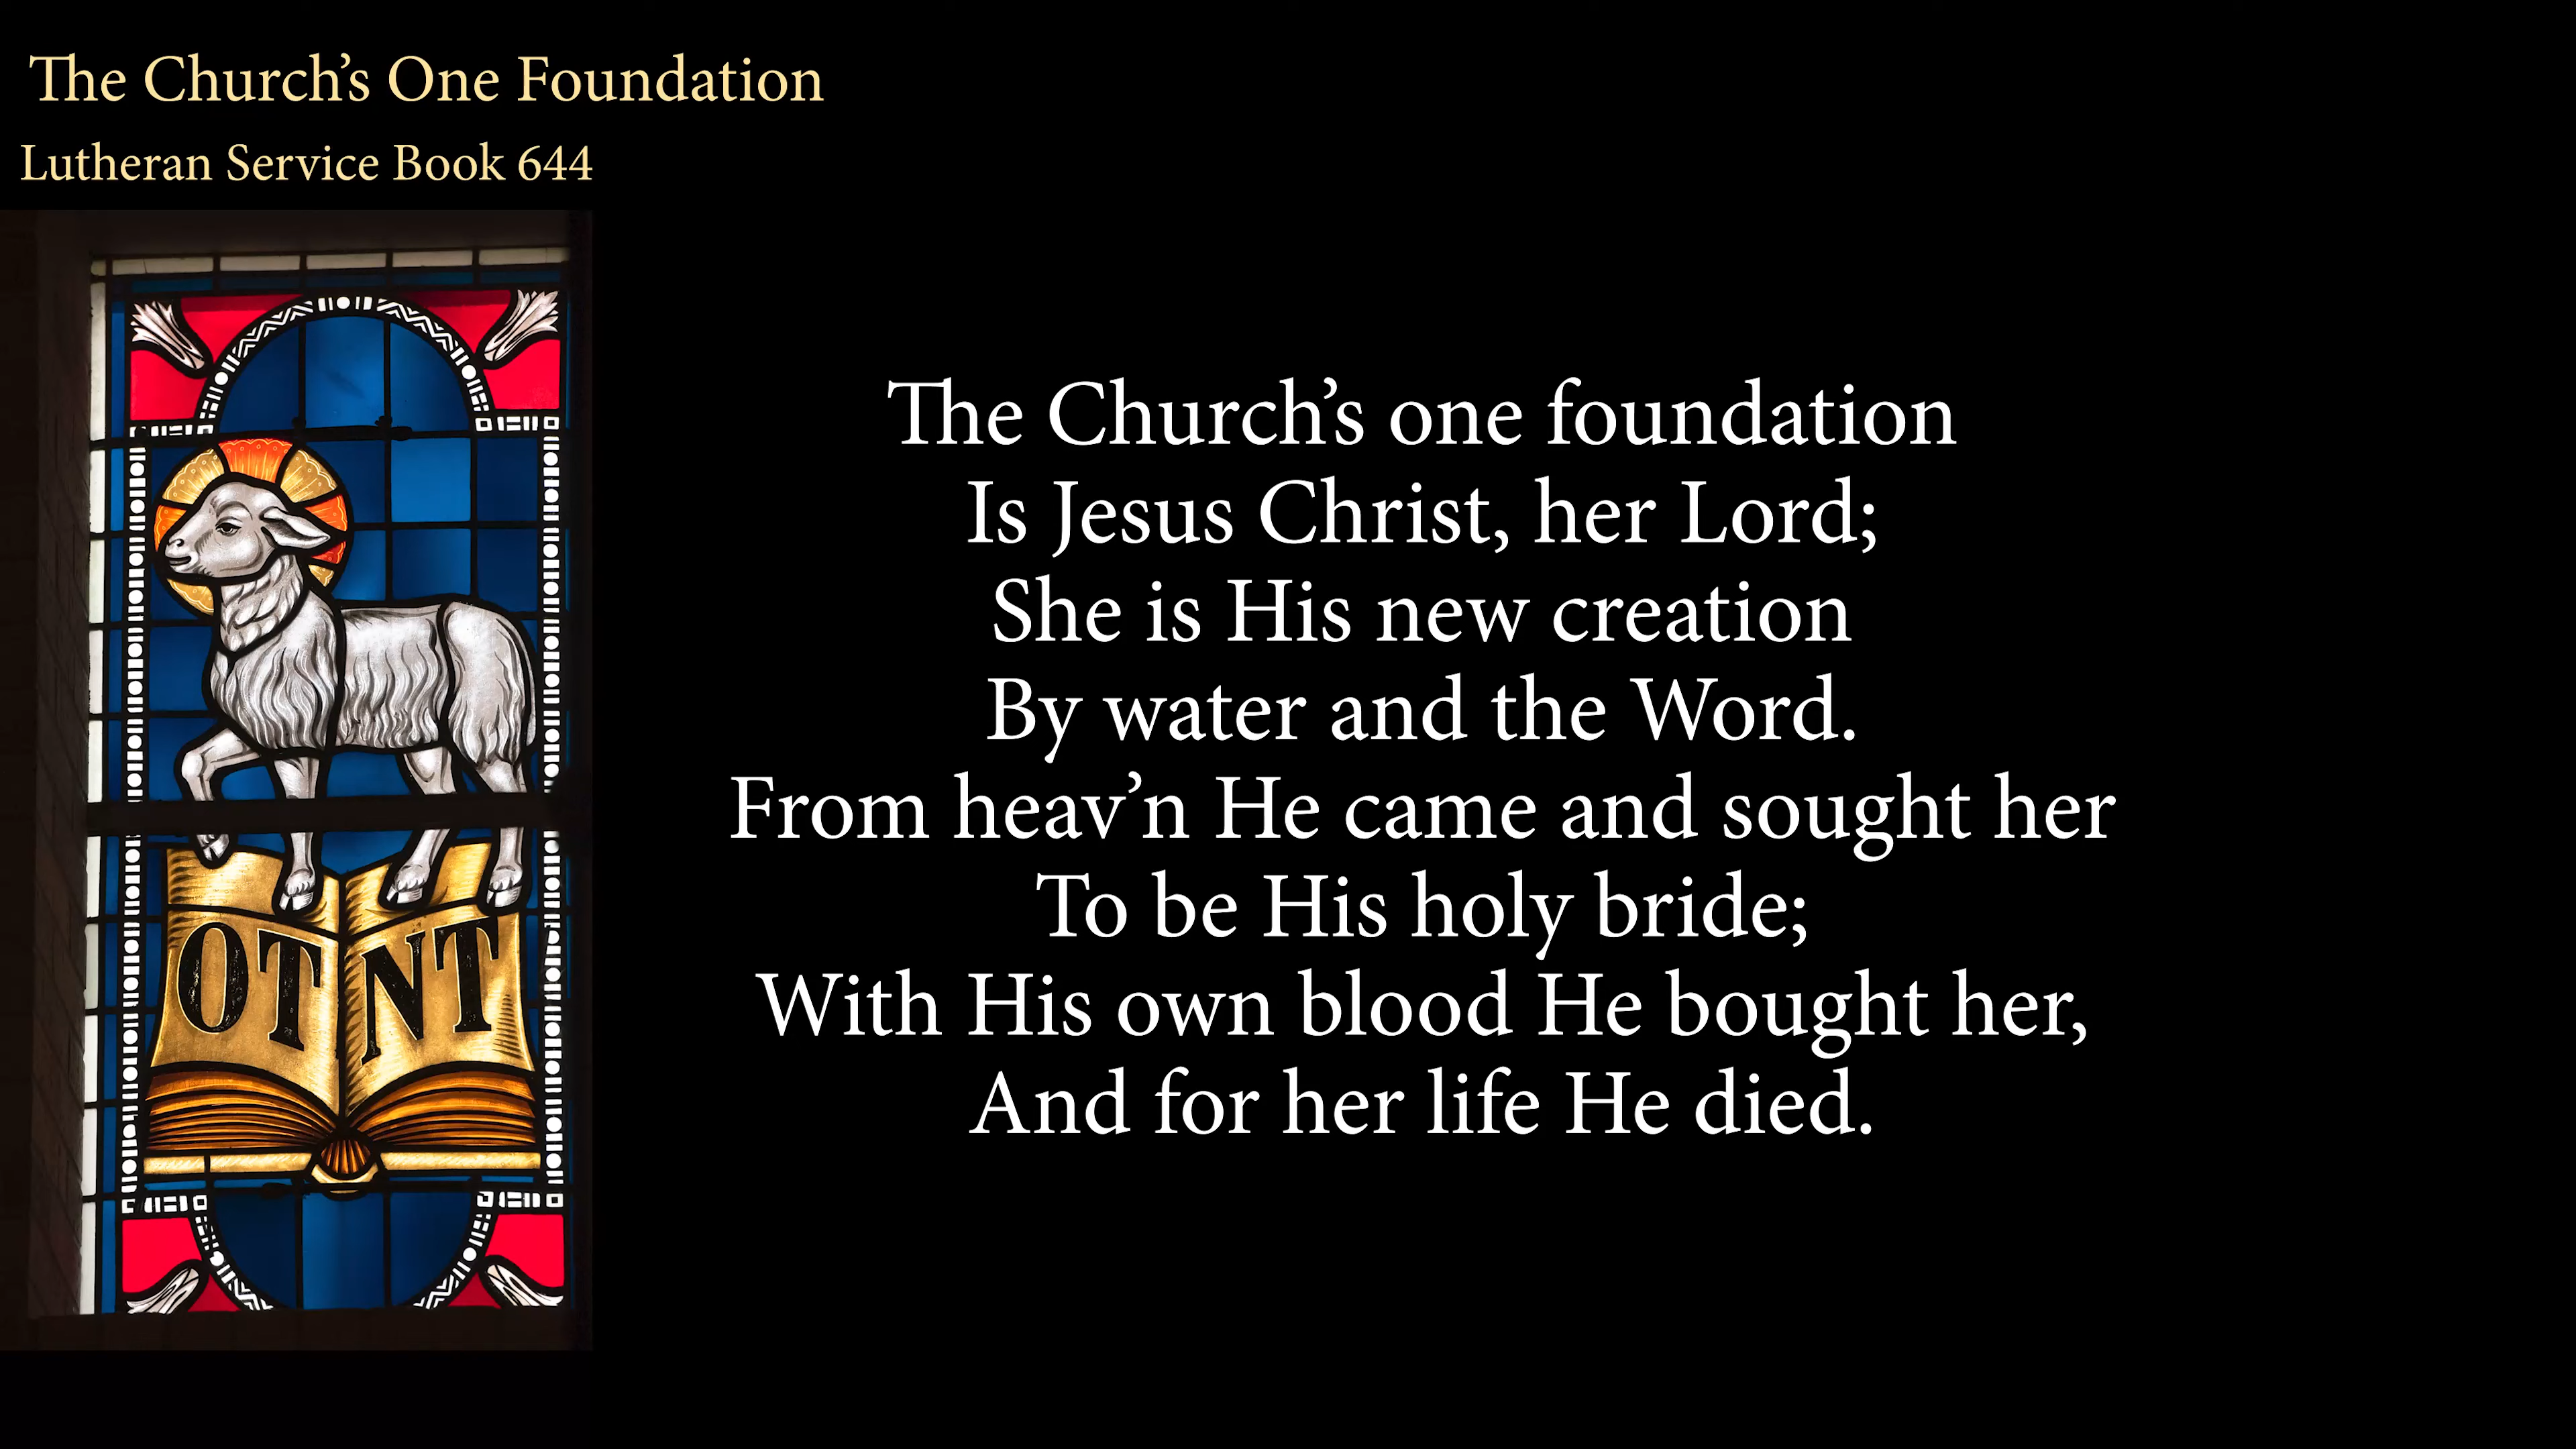 The Church’s One Foundation
Lutheran Service Book 644
The Church’s one foundation
Is Jesus Christ, her Lord;
She is His new creation
By water and the Word.
From heav’n He came and sought her
To be His holy bride;
With His own blood He bought her,
And for her life He died.
OT NT